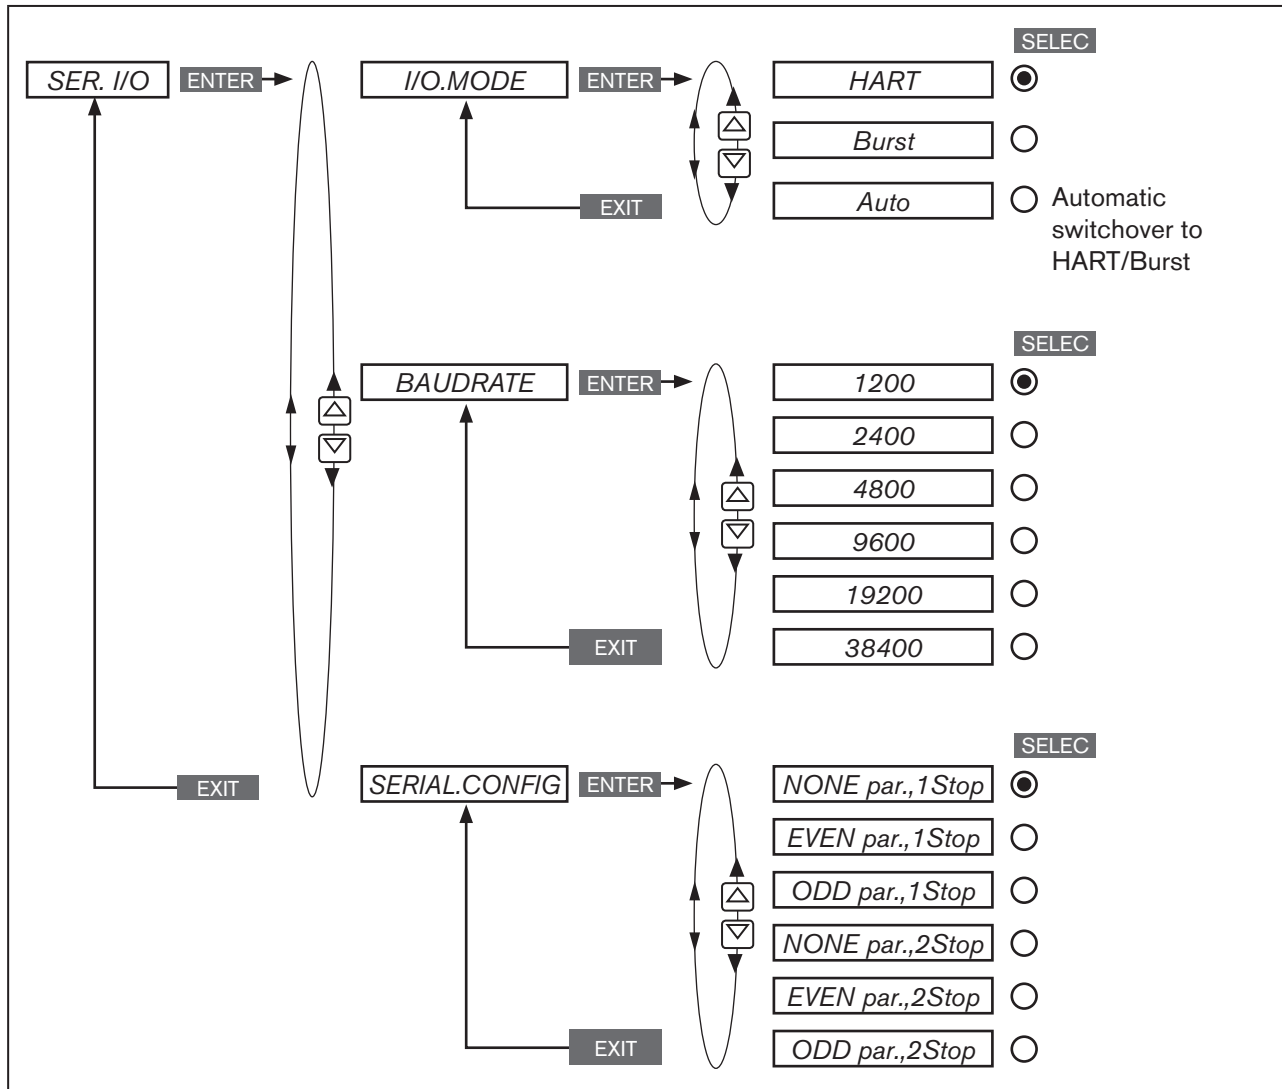 SELEC
SER. I/O ENTER I/O.MODE ENTER HART
Burst
EXIT Auto Automatic
switchover to
HART/Burst
SELEC
BAUDRATE ENTER 1200
2400
4800
9600
19200
EXIT 38400
SELEC
EXIT SERIAL.CONFIG ENTER NONE par.,1Stop
EVEN par.,1Stop
ODD par.,1Stop
NONE par.,2Stop
EVEN par.,2Stop
EXIT ODD par.,2Stop